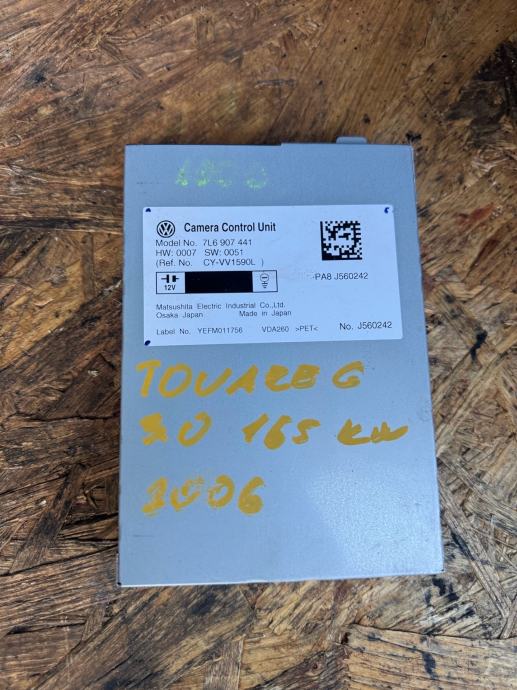 Camera Control Unit
Model No. 7L6 907 441
HW: 0007 SW: 0051
(Ref. No. CY-VV1590L )
12V
-PA8 J560242
Matsushita Electric Industrial Co.,Ltd.
Osaka Japan Made in Japan
Label No. YEFM011756 VDA260 >PET< No. J560242
TOUAREG
3.0 165 kw
2006